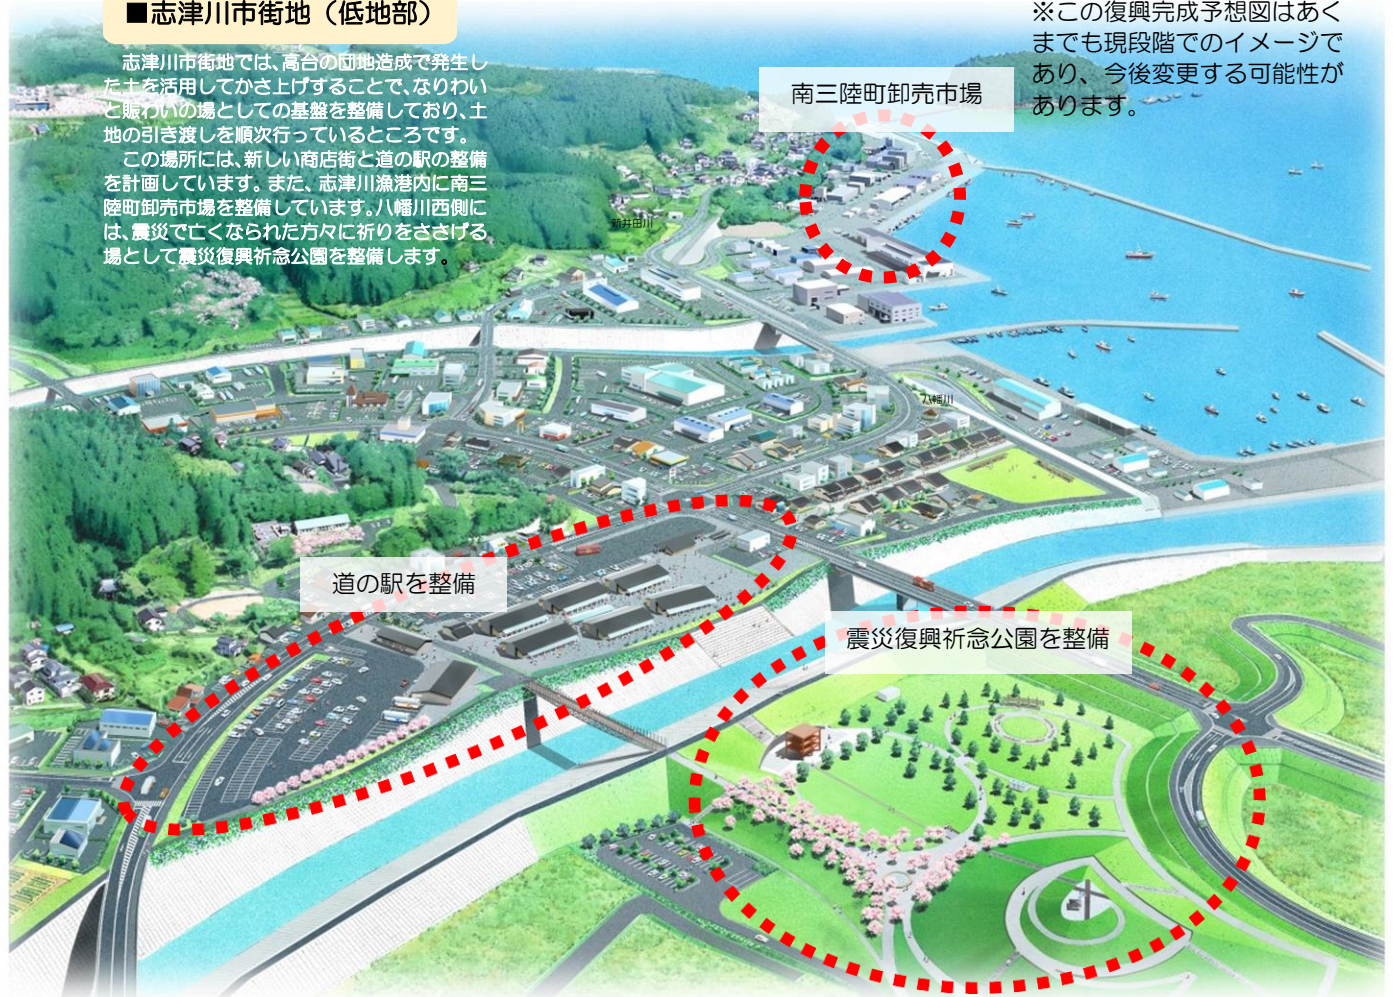 ■志津川市街地（低地部）
　志津川市街地では、高台の団地造成で発生し
た土を活用してかさ上げすることで、なりわい
と賑わいの場としての基盤を整備しており、土
地の引き渡しを順次行っているところです。
　この場所には、新しい商店街と道の駅の整備
を計画しています。また、志津川漁港内に南三
陸町卸売市場を整備しています。八幡川西側に
は、震災で亡くなられた方々に祈りをささげる
場として震災復興祈念公園を整備します。
※この復興完成予想図はあく
までも現段階でのイメージで
あり、今後変更する可能性が
あります。
南三陸町卸売市場
新井田川
八幡川
道の駅を整備
震災復興祈念公園を整備